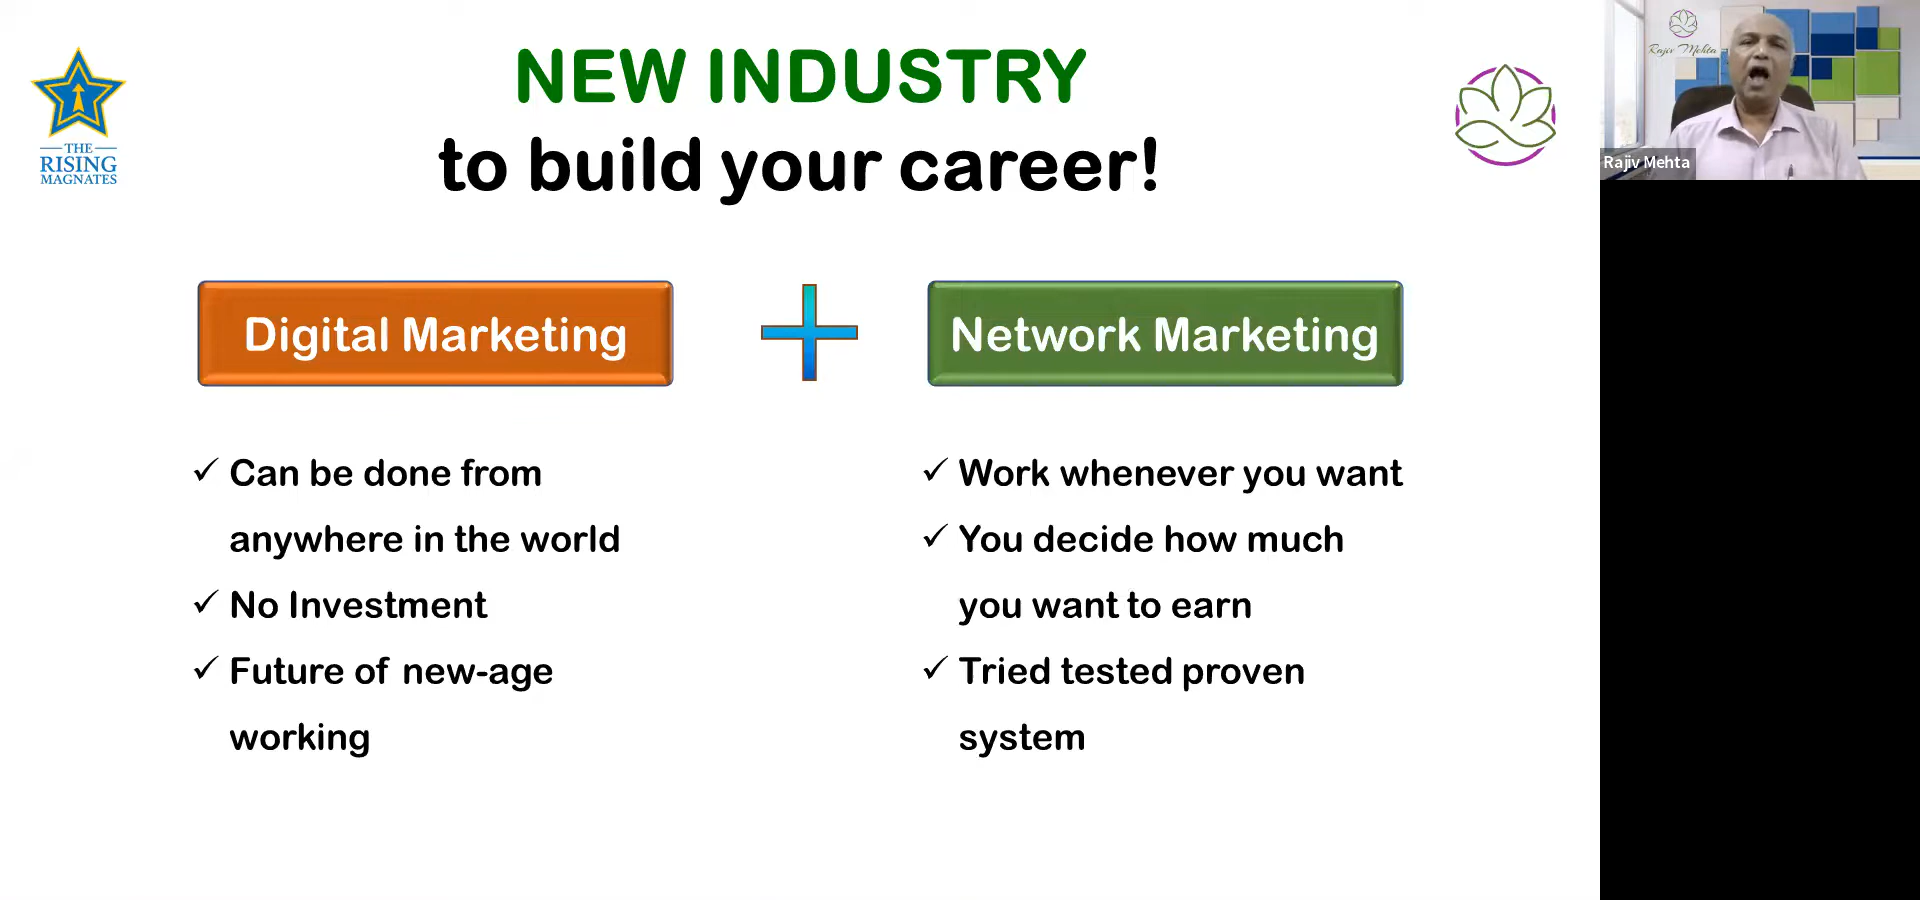 NEW INDUSTRY
to build your career!
THE
RISING
MAGNATES
Digital Marketing
Network Marketing
✓ Can be done from
anywhere in the world
✓ No Investment
✓ Future of new-age
working
✓ Work whenever you want
✓ You decide how much
you want to earn
✓ Tried tested proven
system
Rajiv Mehta
Rajiv Mehta